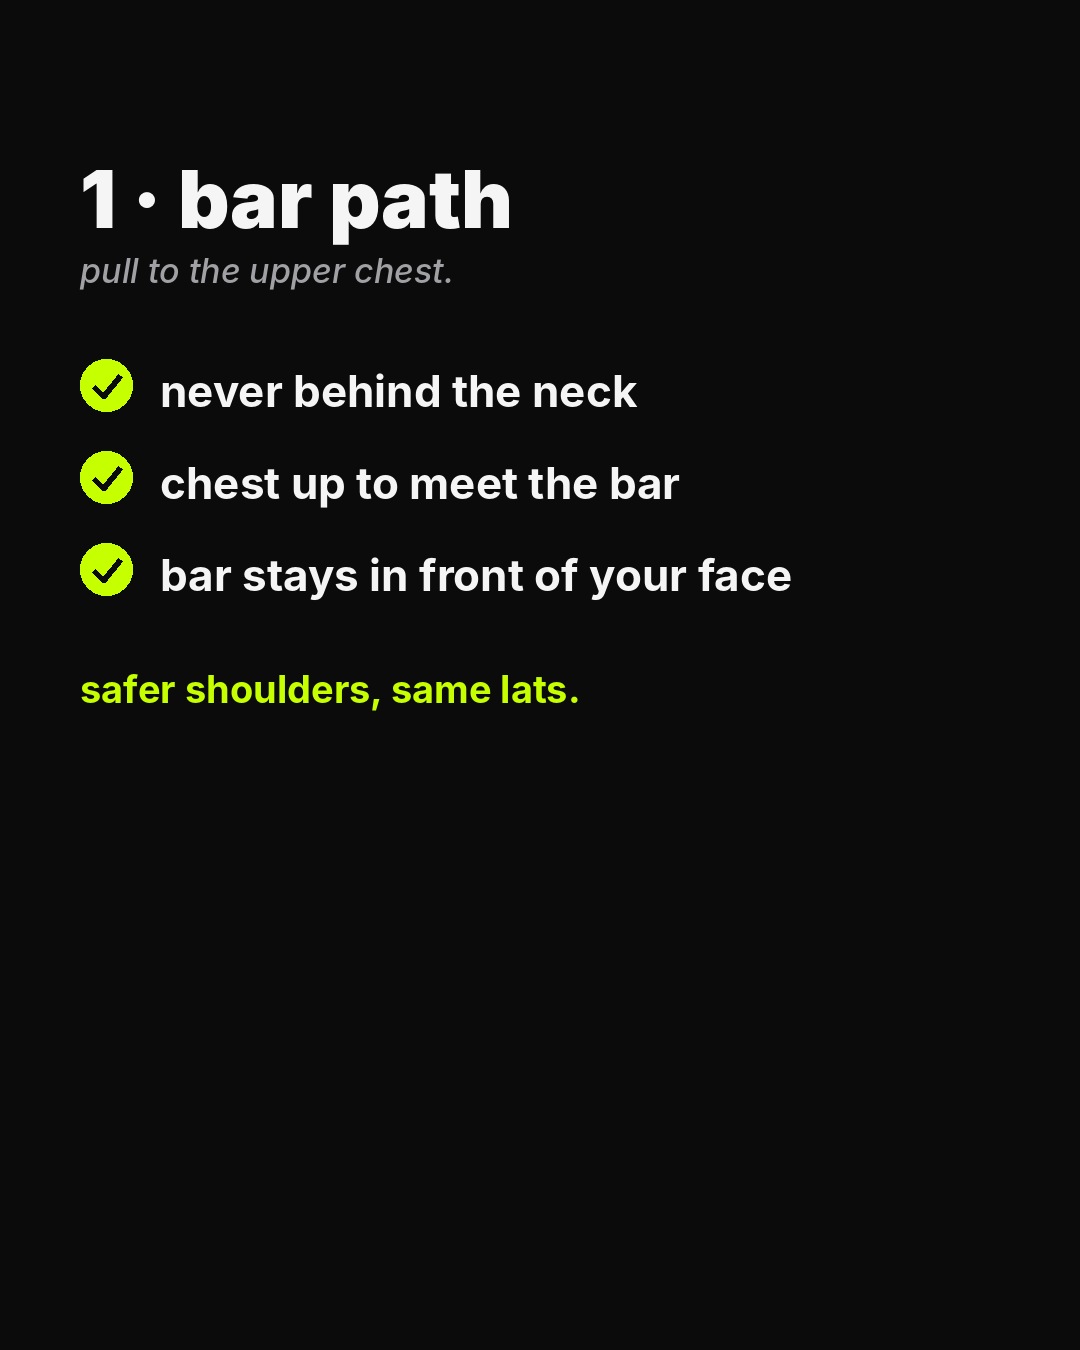 1 · bar path
pull to the upper chest.
never behind the neck
chest up to meet the bar
bar stays in front of your face
safer shoulders, same lats.